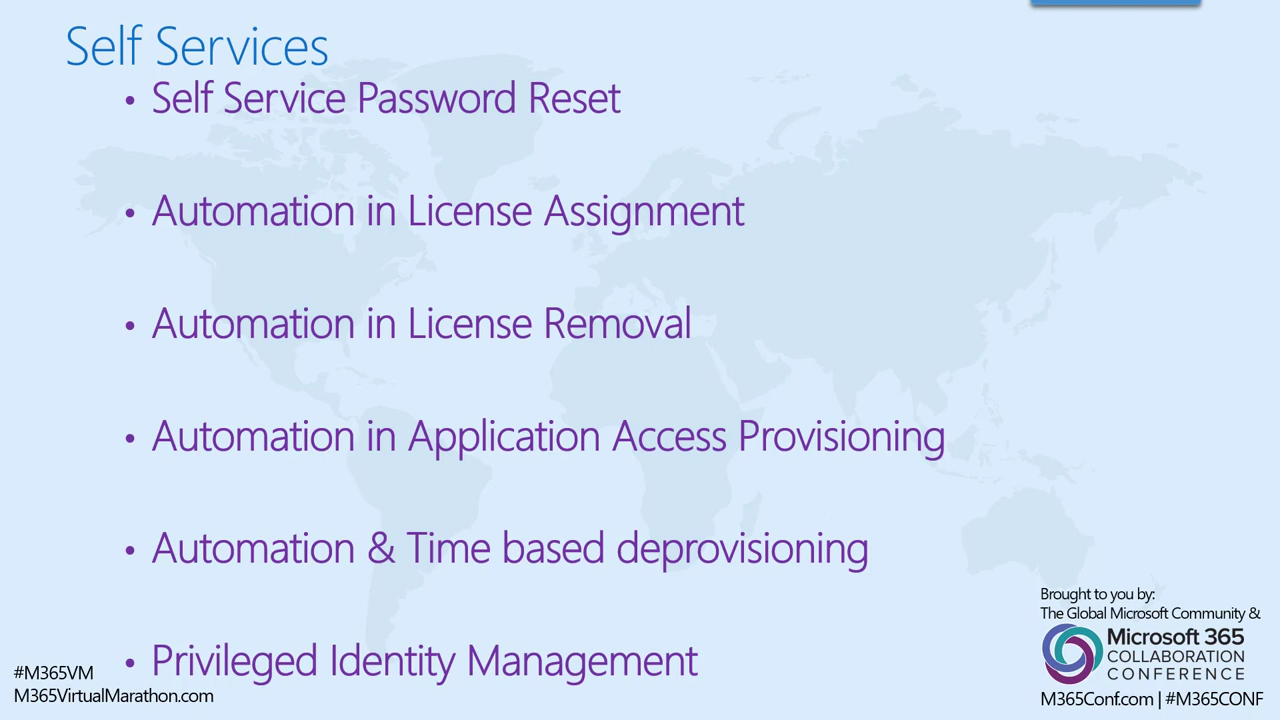 Self Services
• Self Service Password Reset
• Automation in License Assignment
• Automation in License Removal
• Automation in Application Access Provisioning
• Automation & Time based deprovisioning
• Privileged Identity Management
#M365VM
M365VirtualMarathon.com
Brought to you by:
The Global Microsoft Community &
Microsoft 365
COLLABORATION
CONFERENCE
M365Conf.com | #M365CONF